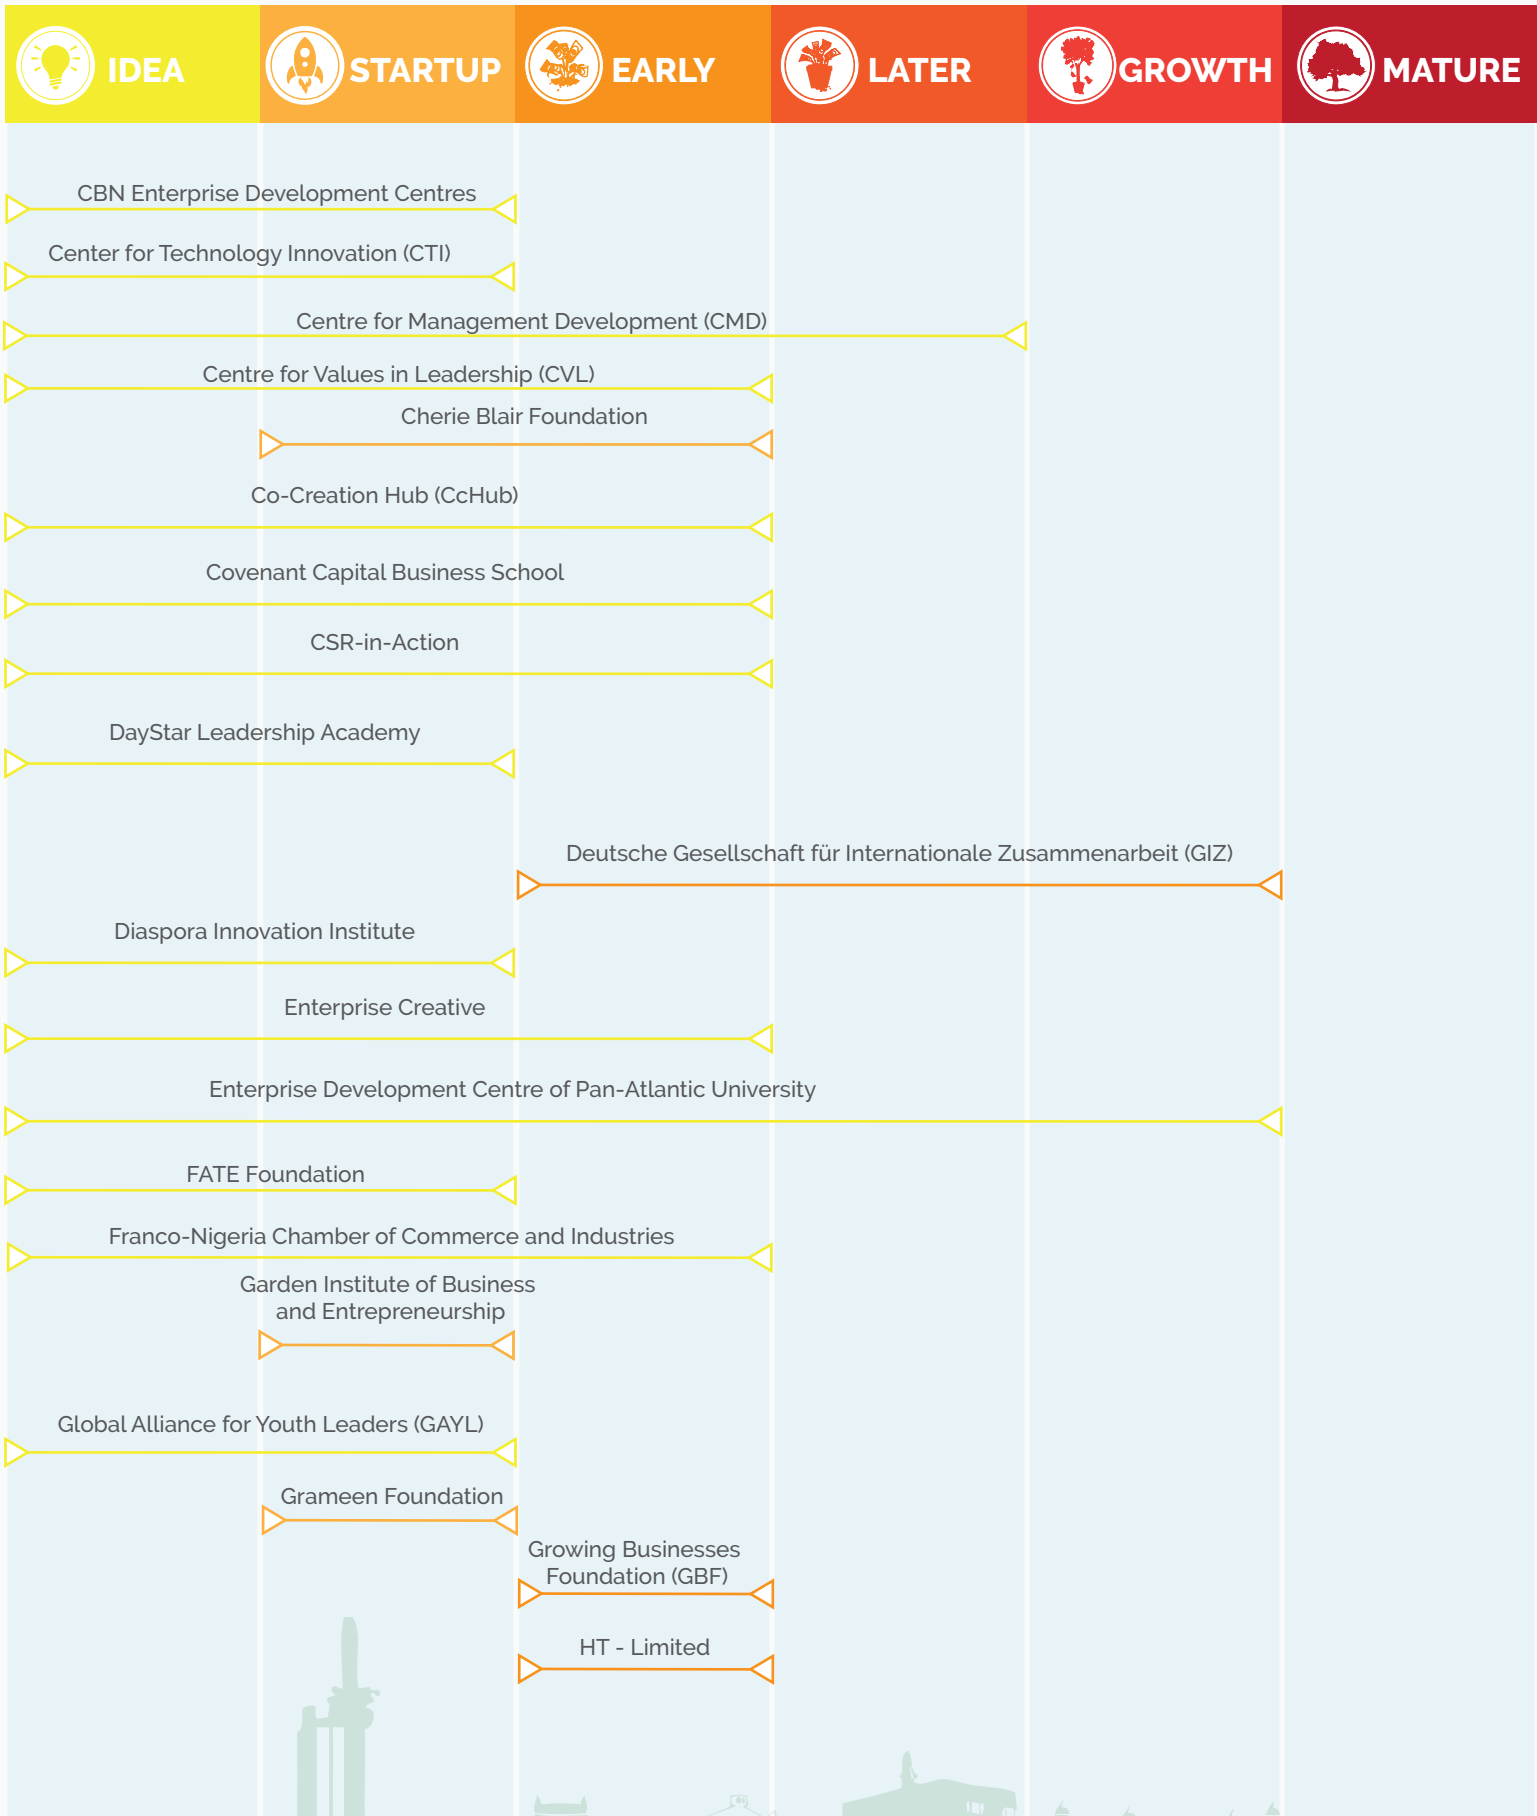 IDEA
STARTUP
EARLY
LATER
GROWTH
MATURE
CBN Enterprise Development Centres
Center for Technology Innovation (CTI)
Centre for Management Development (CMD)
Centre for Values in Leadership (CVL)
Cherie Blair Foundation
Co-Creation Hub (CcHub)
Covenant Capital Business School
CSR-in-Action
DayStar Leadership Academy
Deutsche Gesellschaft für Internationale Zusammenarbeit (GIZ)
Diaspora Innovation Institute
Enterprise Creative
Enterprise Development Centre of Pan-Atlantic University
FATE Foundation
Franco-Nigeria Chamber of Commerce and Industries
Garden Institute of Business
and Entrepreneurship
Global Alliance for Youth Leaders (GAYL)
Grameen Foundation
Growing Businesses
Foundation (GBF)
HT - Limited